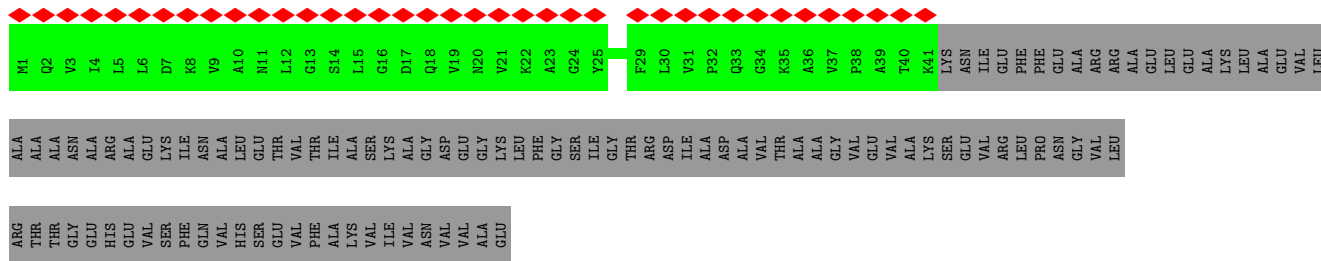 M1 Q2 V3 I4 L5 L6 D7 K8 V9 A10 N11 L12 G13 S14 L15 G16 D17 Q18 V19 N20 V21 K22 A23 G24 Y25 F29 L30 V31 P32 Q33 G34 K35 A36 V37 P38 A39 T40 K41 LYS ASN ILE GLU PHE PHE GLU ALA ARG ARG ALA GLU LEU GLU ALA LYS LEU ALA GLU VAL LEU
ALA ALA ALA ASN ALA ARG ALA GLU LYS ILE ASN ALA LEU GLU THR VAL THR ILE ALA SER LYS ALA GLY ASP GLU GLY LYS LEU PHE GLY SER ILE GLY THR ARG ASP ILE ALA ASP ALA VAL THR ALA ALA GLY VAL GLU VAL ALA LYS SER GLU VAL ARG LEU PRO ASN GLY VAL LEU
ARG THR THR GLY GLU HIS GLU VAL SER PHE GLN VAL HIS SER GLU VAL PHE ALA LYS VAL ILE VAL ASN VAL VAL ALA GLU